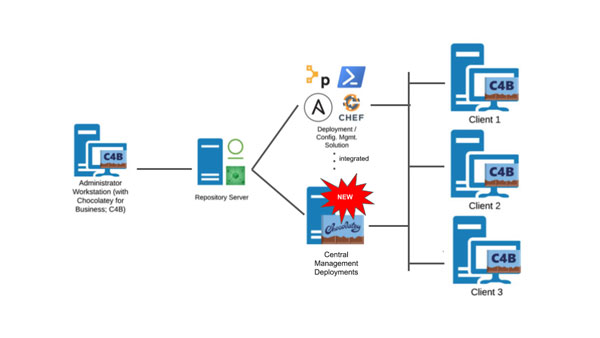 C4B
Administrator
Workstation (with
Chocolatey for
Business; C4B)
Repository Server
p
A
CHEF
Deployment /
Config. Mgmt.
Solution
integrated
NEW
Chocolatey
Central
Management
Deployments
C4B
Client 1
C4B
Client 2
C4B
Client 3